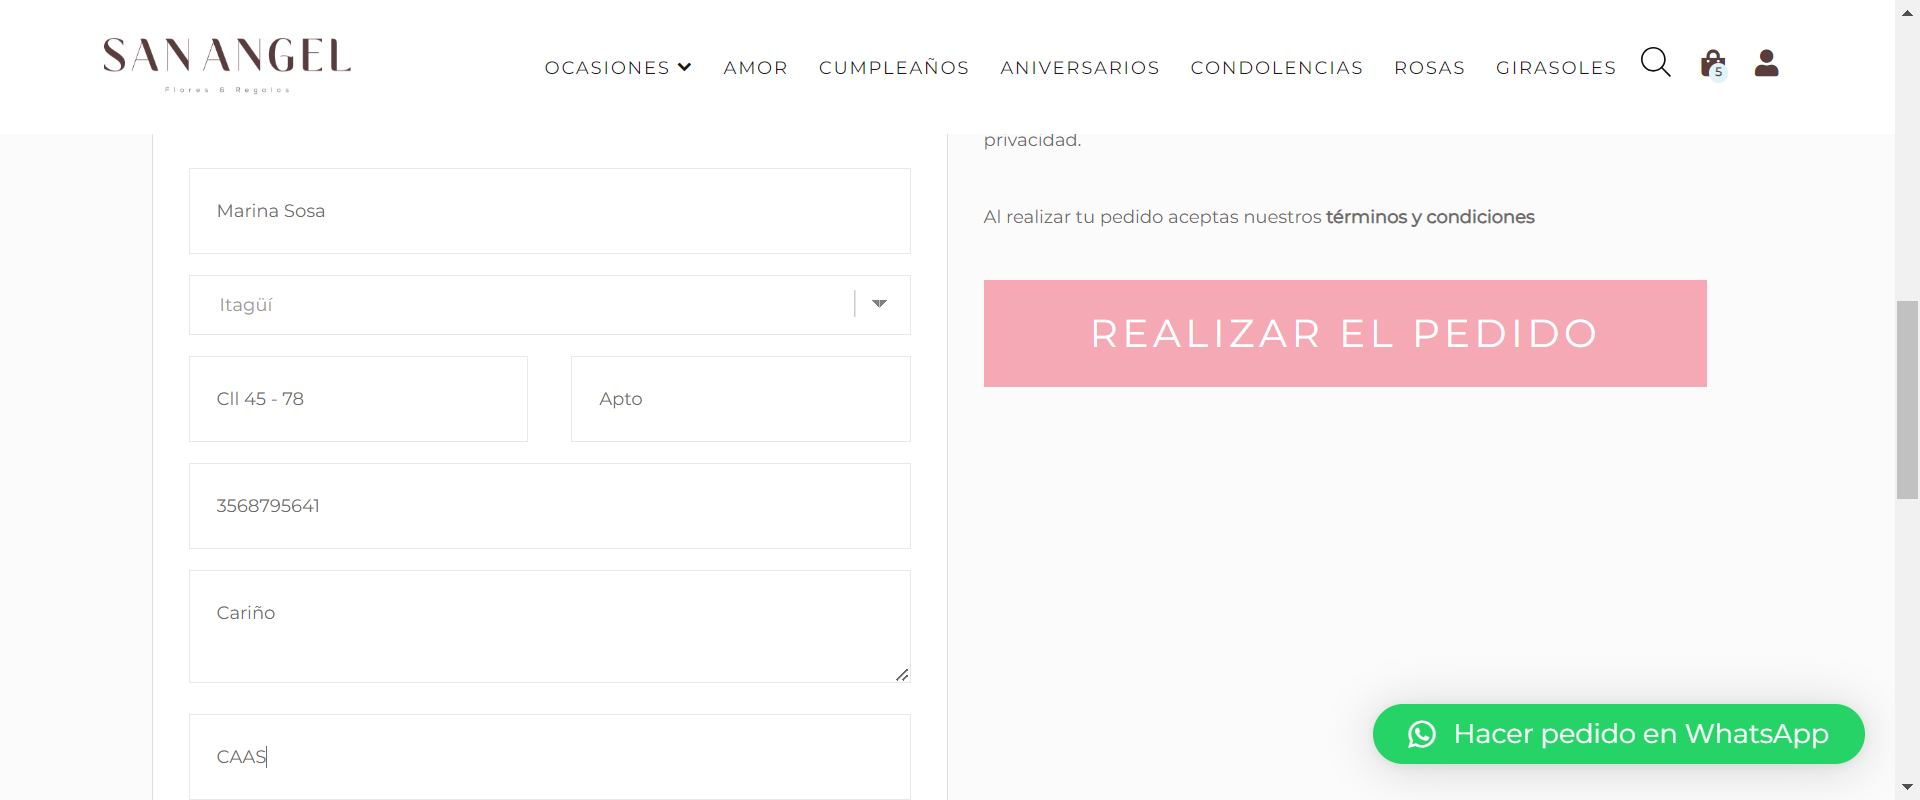 SAN ANGEL
Flores & Regalos
OCASIONES
AMOR
CUMPLEAÑOS
ANIVERSARIOS
CONDOLENCIAS
ROSAS
GIRASOLES
5
Marina Sosa
Itagüí
Cll 45 - 78
Apto
3568795641
Cariño
CAAS
privacidad.
Al realizar tu pedido aceptas nuestros términos y condiciones
REALIZAR EL PEDIDO
Hacer pedido en WhatsApp